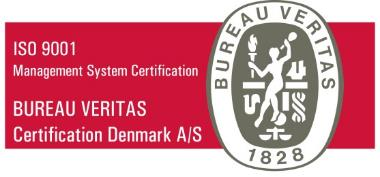 ISO 9001
Management System Certification
BUREAU VERITAS
Certification Denmark A/S
BUREAU VERITAS
1828